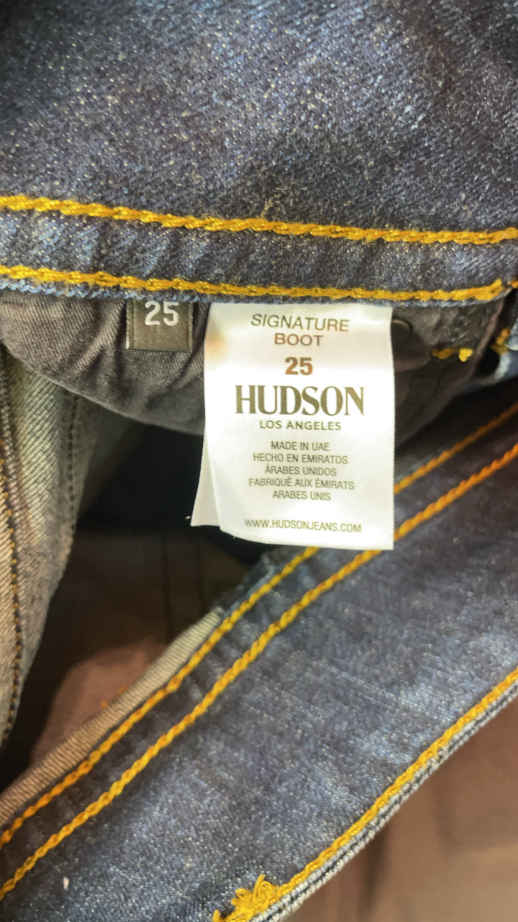 25
SIGNATURE
BOOT
25
HUDSON
LOS ANGELES
MADE IN UAE
HECHO EN EMIRATOS
ÁRABES UNIDOS
FABRIQUÉ AUX ÉMIRATS
ARABES UNIS
WWW.HUDSONJEANS.COM